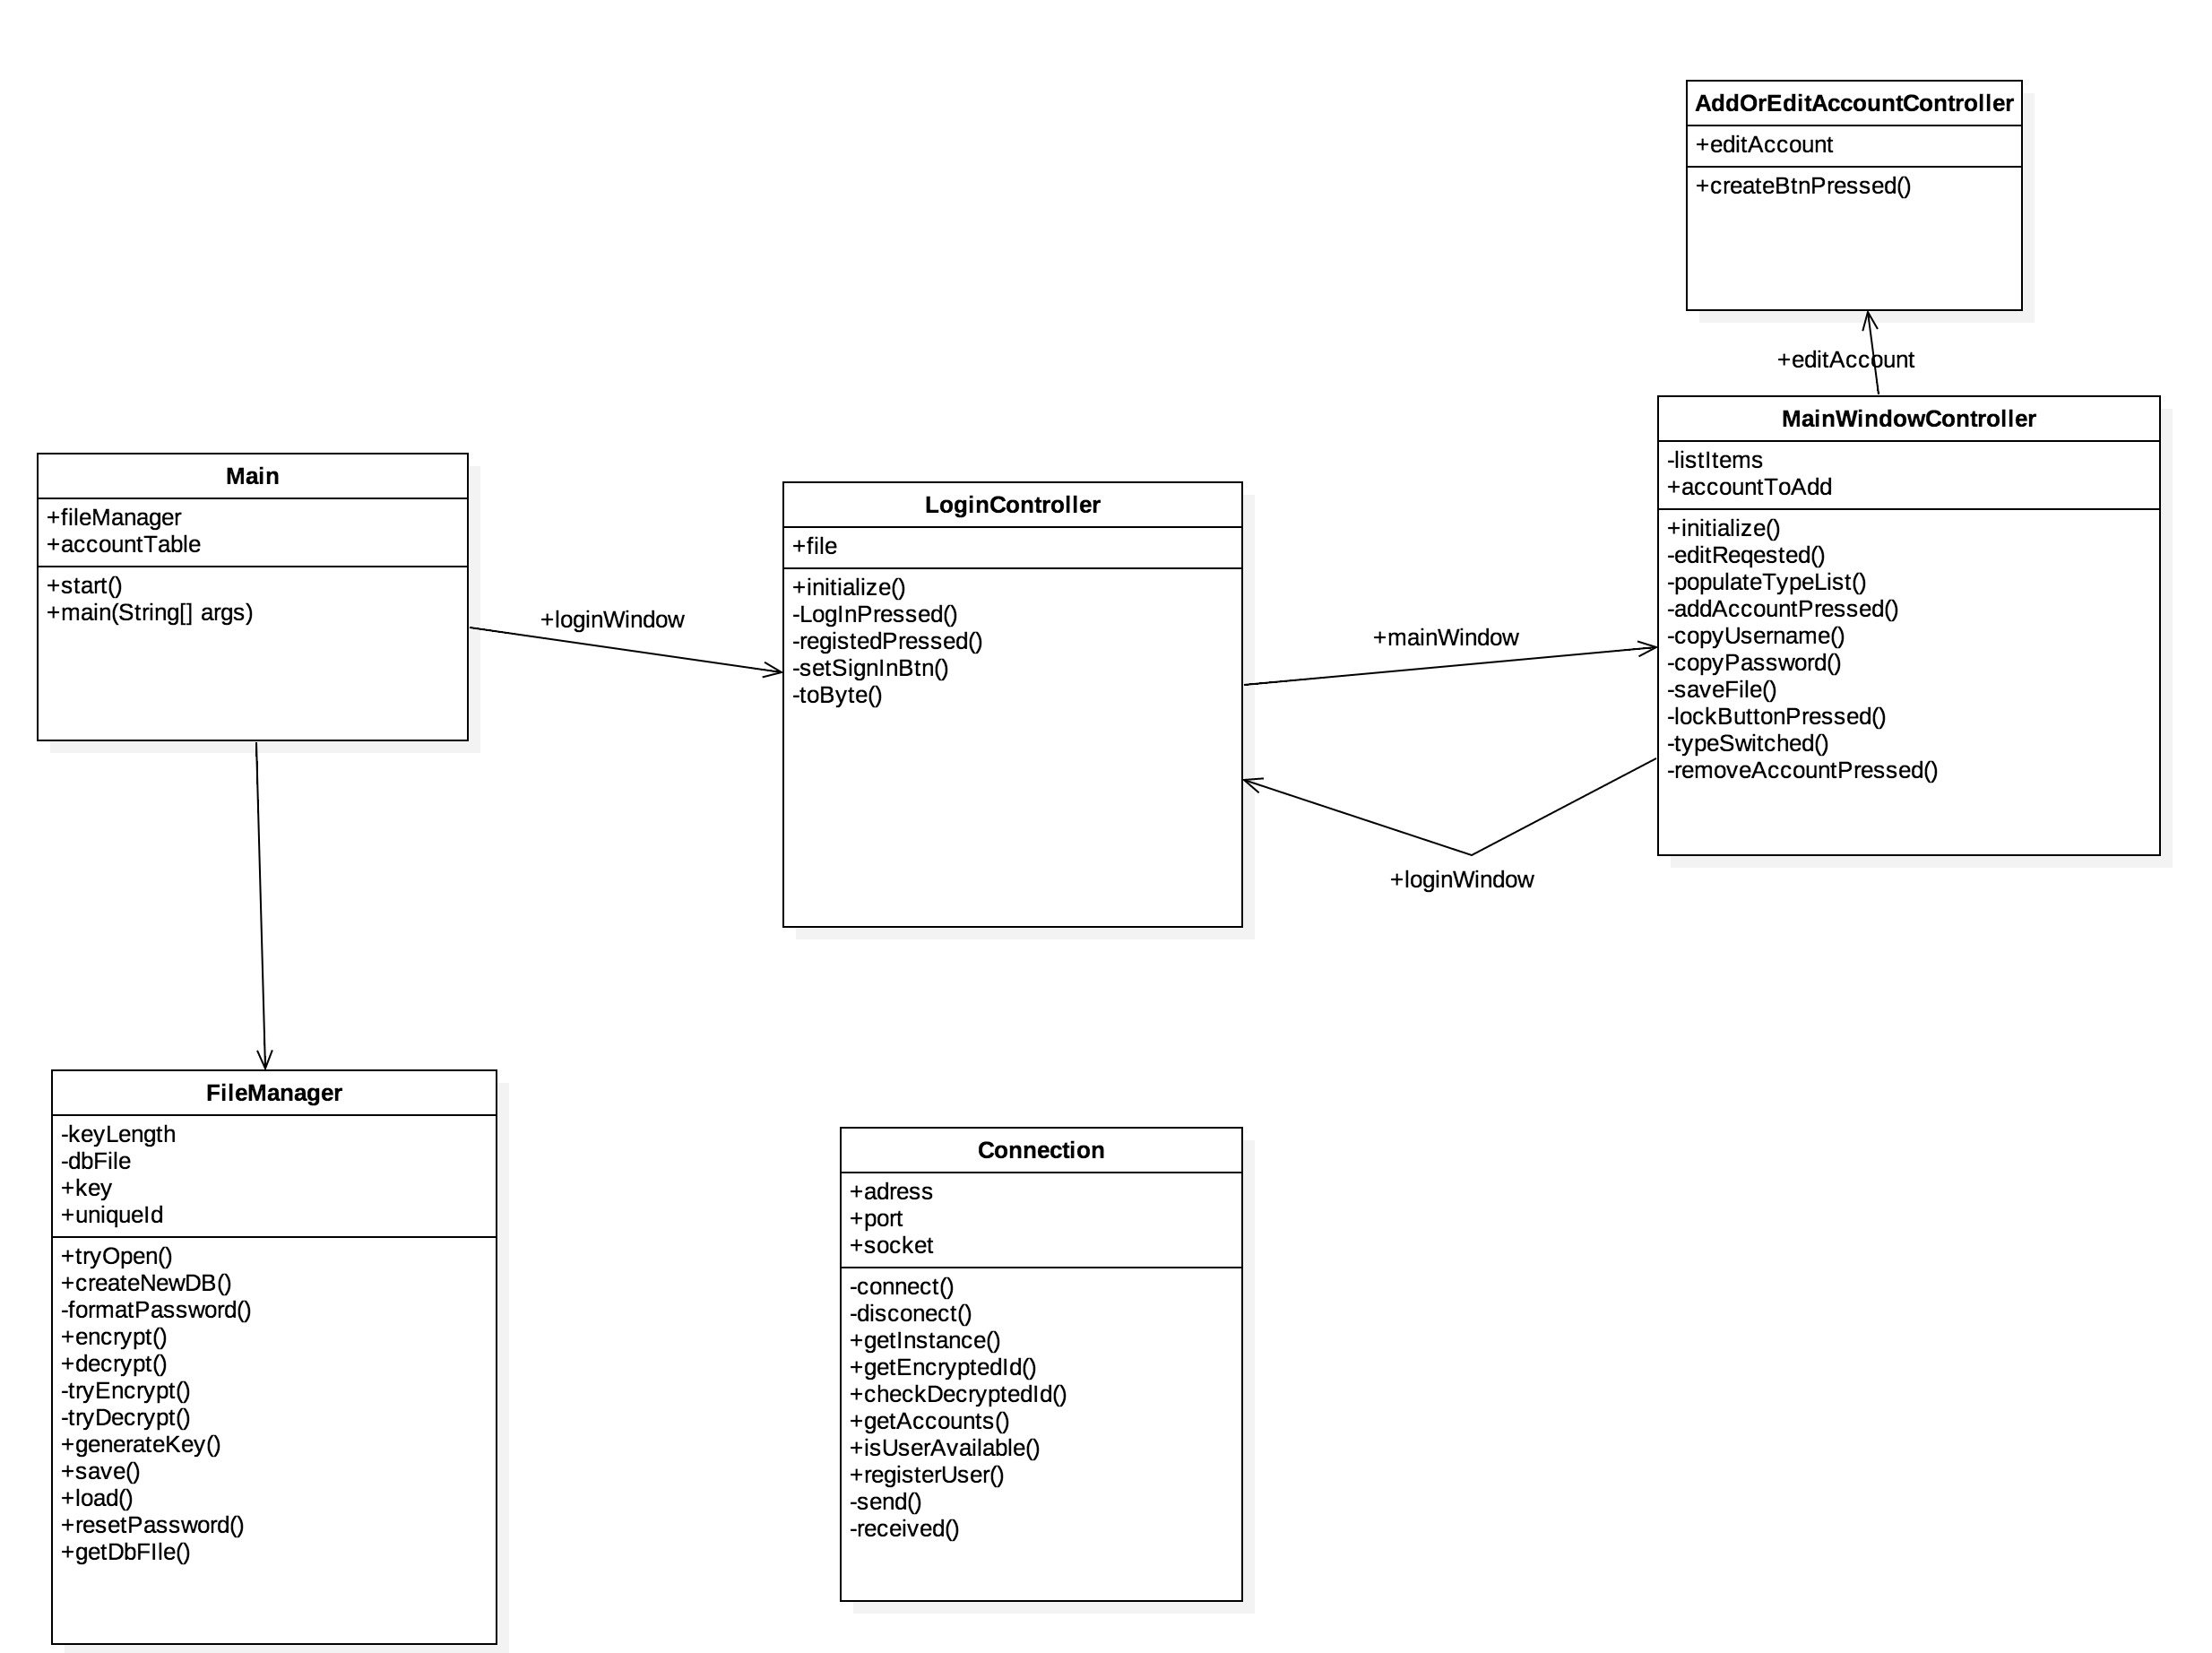 AddOrEditAccountController
+editAccount
+createBtnPressed()
+editAccount
MainWindowController
-listItems
+accountToAdd
+initialize()
-editReqested()
-populateTypeList()
-addAccountPressed()
-copyUsername()
-copyPassword()
-saveFile()
-lockButtonPressed()
-typeSwitched()
-removeAccountPressed()
Main
+fileManager
+accountTable
+start()
+main(String[] args)
+loginWindow
LoginController
+file
+initialize()
-LogInPressed()
-registedPressed()
-setSignInBtn()
-toByte()
+mainWindow
+loginWindow
FileManager
-keyLength
-dbFile
+key
+uniqueId
+tryOpen()
+createNewDB()
-formatPassword()
+encrypt()
+decrypt()
-tryEncrypt()
-tryDecrypt()
+generateKey()
+save()
+load()
+resetPassword()
+getDbFIle()
Connection
+adress
+port
+socket
-connect()
-disconect()
+getInstance()
+getEncryptedId()
+checkDecryptedId()
+getAccounts()
+isUserAvailable()
+registerUser()
-send()
-received()